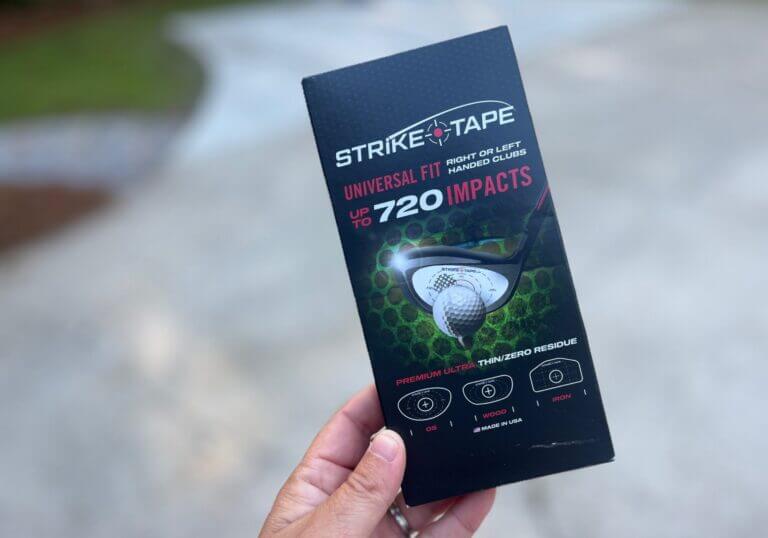 STRIKE TAPE
UNIVERSAL FIT RIGHT OR LEFT
HANDED CLUBS
UP TO 720 IMPACTS
STRIKE TAPE
PREMIUM ULTRA THIN/ZERO RESIDUE
OS WOOD IRON
MADE IN USA